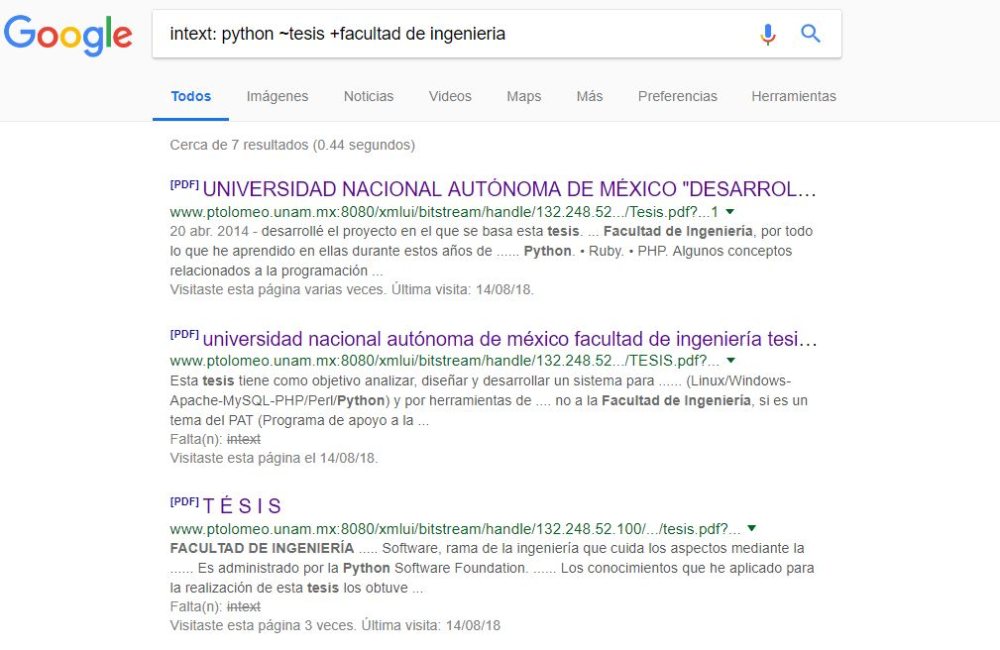 Google
intext: python ~tesis +facultad de ingenieria
Todos Imágenes Noticias Videos Maps Más Preferencias Herramientas
Cerca de 7 resultados (0.44 segundos)
[PDF] UNIVERSIDAD NACIONAL AUTÓNOMA DE MÉXICO "DESARROL...
www.ptolomeo.unam.mx:8080/xmlui/bitstream/handle/132.248.52.../Tesis.pdf?...1
20 abr. 2014 - desarrollé el proyecto en el que se basa esta tesis. ... Facultad de Ingeniería, por todo
lo que he aprendido en ellas durante estos años de ...... Python. • Ruby. • PHP. Algunos conceptos
relacionados a la programación ...
Visitaste esta página varias veces. Última visita: 14/08/18.
[PDF] universidad nacional autónoma de méxico facultad de ingeniería tesi...
www.ptolomeo.unam.mx:8080/xmlui/bitstream/handle/132.248.52.../TESIS.pdf?...
Esta tesis tiene como objetivo analizar, diseñar y desarrollar un sistema para ...... (Linux/Windows-
Apache-MySQL-PHP/Perl/Python) y por herramientas de .... no a la Facultad de Ingeniería, si es un
tema del PAT (Programa de apoyo a la ...
Falta(n): intext
Visitaste esta página el 14/08/18.
[PDF] T É S I S
www.ptolomeo.unam.mx:8080/xmlui/bitstream/handle/132.248.52.100/.../tesis.pdf?...
FACULTAD DE INGENIERÍA ..... Software, rama de la ingeniería que cuida los aspectos mediante la
...... Es administrado por la Python Software Foundation. ...... Los conocimientos que he aplicado para
la realización de esta tesis los obtuve ...
Falta(n): intext
Visitaste esta página 3 veces. Última visita: 14/08/18